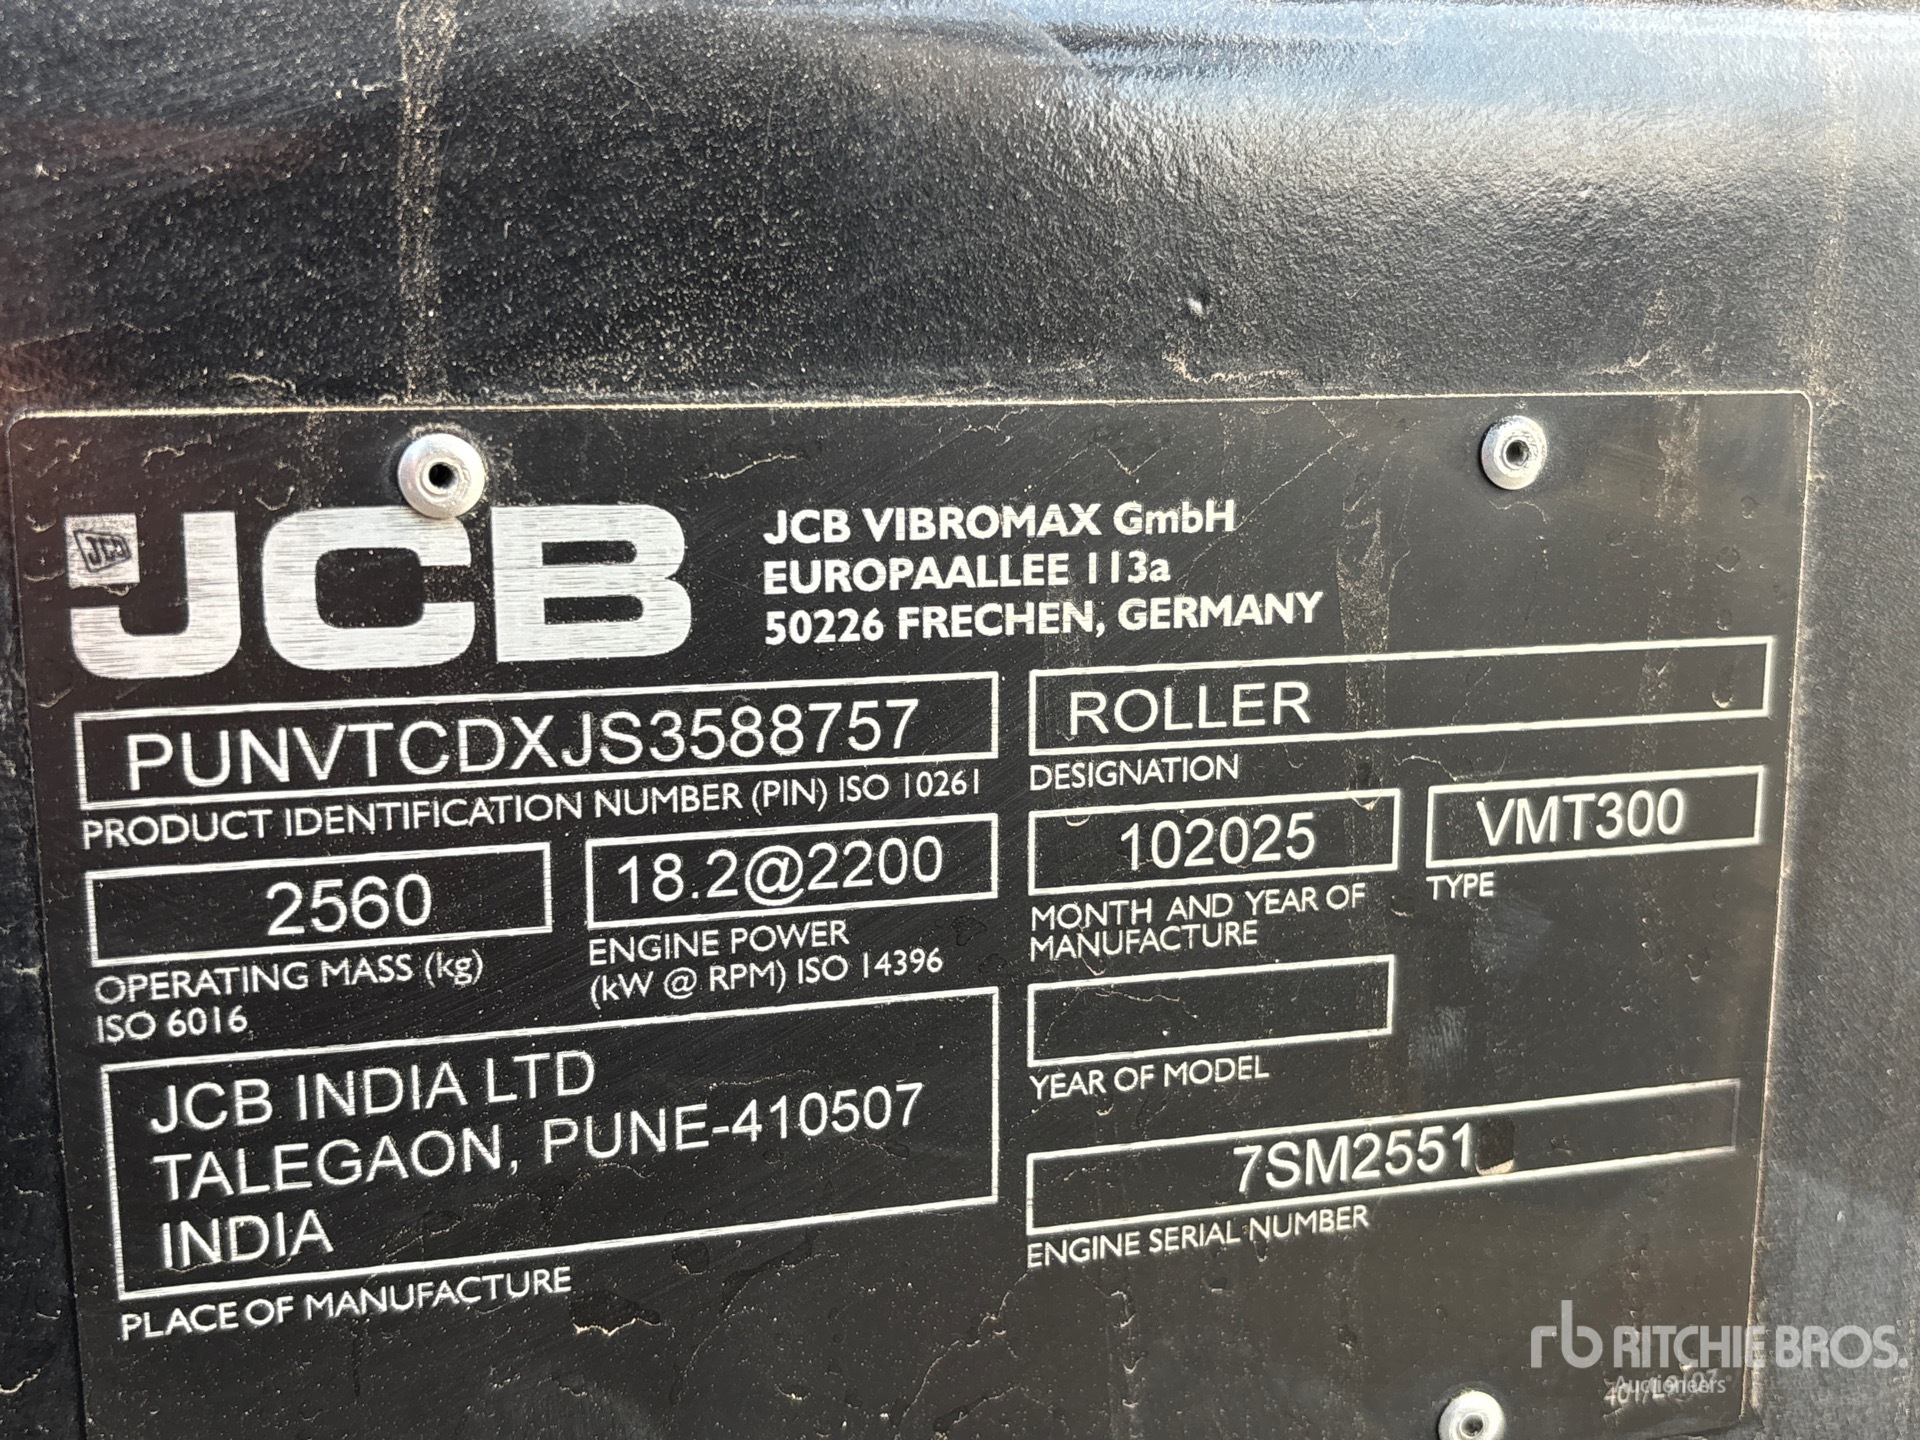 JCB
JCB
JCB VIBROMAX GmbH
EUROPAALLEE 113a
50226 FRECHEN, GERMANY
PUNVTCDXJS3588757
PRODUCT IDENTIFICATION NUMBER (PIN) ISO 10261
ROLLER
DESIGNATION
2560
OPERATING MASS (kg)
ISO 6016
18.2@2200
ENGINE POWER
(kW @ RPM) ISO 14396
102025
MONTH AND YEAR OF
MANUFACTURE
VMT300
TYPE
YEAR OF MODEL
JCB INDIA LTD
TALEGAON, PUNE-410507
INDIA
PLACE OF MANUFACTURE
7SM2551
ENGINE SERIAL NUMBER
rb RITCHIE BROS.
Auctioneers